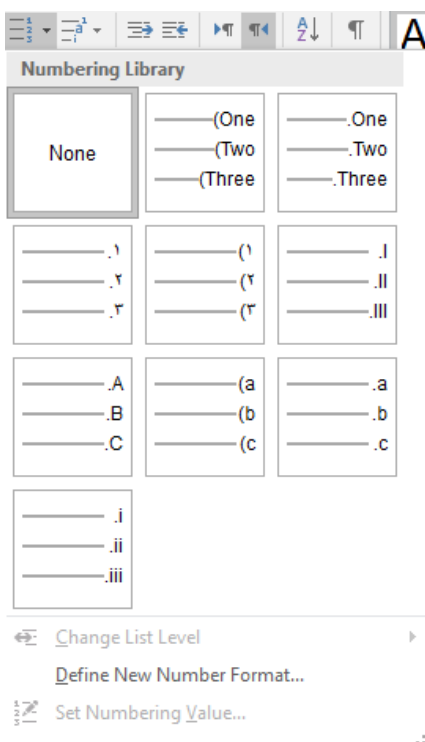 A
Z
¶
A
Numbering Library
None
(One
(Two
(Three
.One
.Two
.Three
.١
.٢
.٣
(١
(٢
(٣
.I
.II
.III
.A
.B
.C
(a
(b
(c
.a
.b
.c
.i
.ii
.iii
Change List Level
Define New Number Format...
Set Numbering Value...